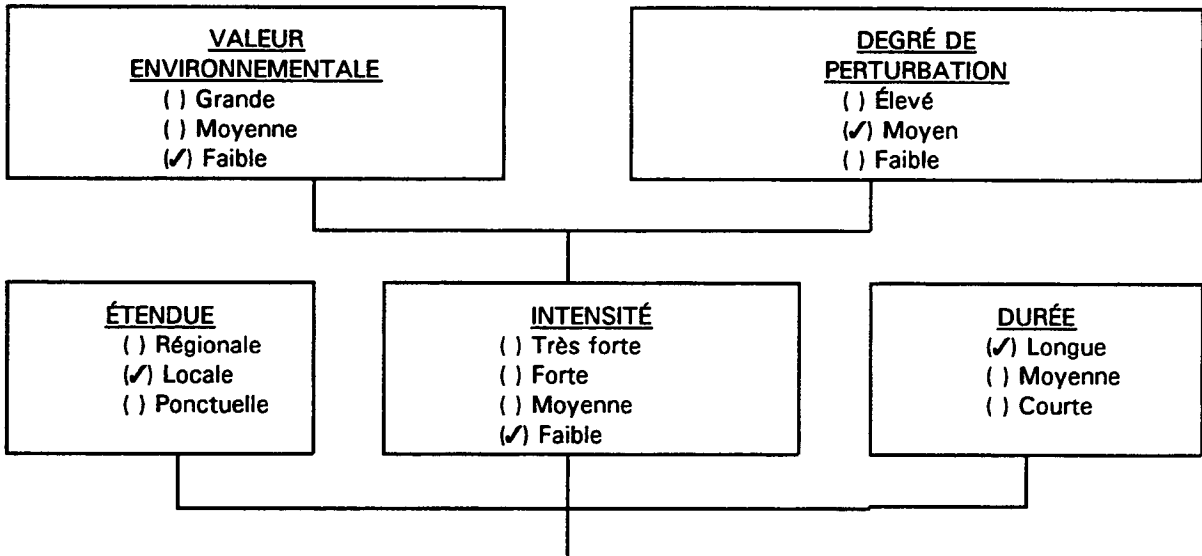 VALEUR
ENVIRONNEMENTALE
( ) Grande
( ) Moyenne
(✓) Faible
DEGRÉ DE
PERTURBATION
( ) Élevé
(✓) Moyen
( ) Faible
ÉTENDUE
( ) Régionale
(✓) Locale
( ) Ponctuelle
INTENSITÉ
( ) Très forte
( ) Forte
( ) Moyenne
(✓) Faible
DURÉE
(✓) Longue
( ) Moyenne
( ) Courte